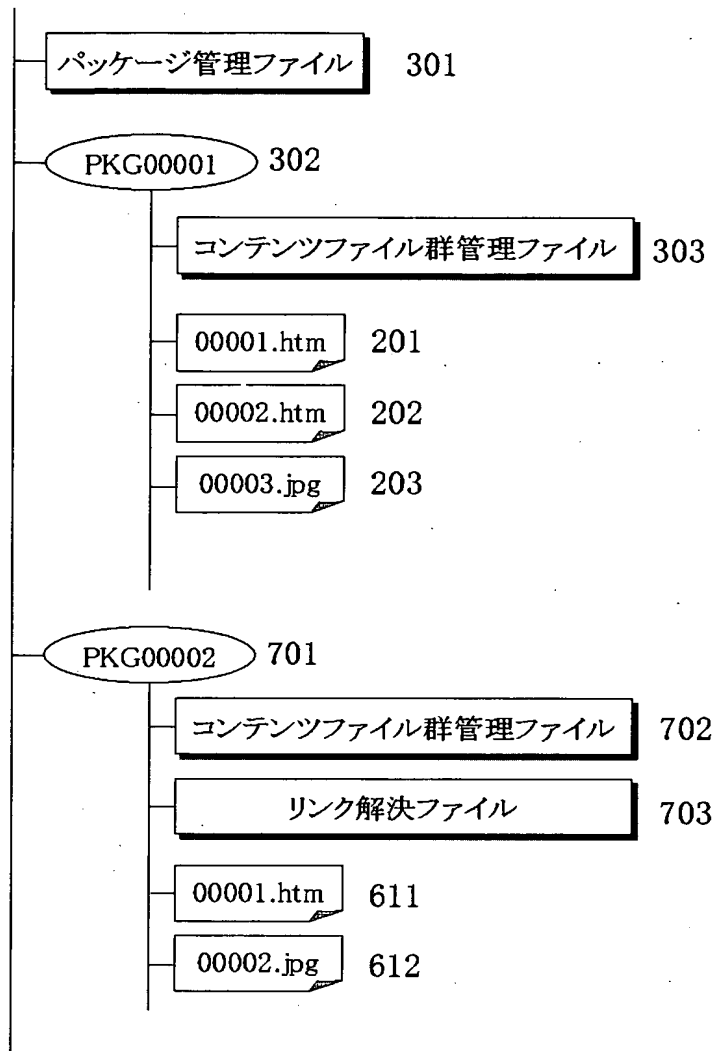 パッケージ管理ファイル 301
PKG00001 302
コンテンツファイル群管理ファイル 303
00001.htm 201
00002.htm 202
00003.jpg 203
PKG00002 701
コンテンツファイル群管理ファイル 702
リンク解決ファイル 703
00001.htm 611
00002.jpg 612